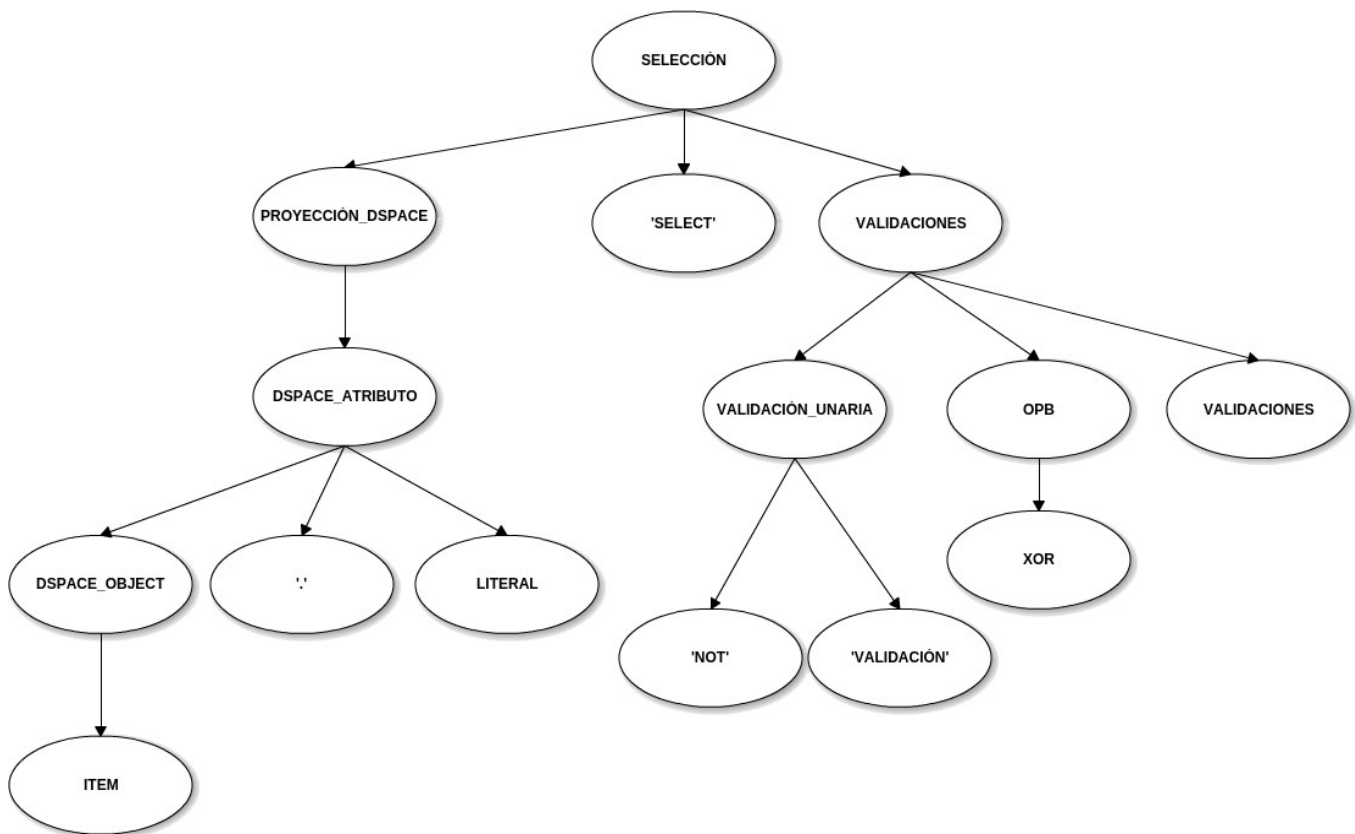 SELECCIÓN
PROYECCIÓN_DSPACE
'SELECT'
VALIDACIONES
DSPACE_ATRIBUTO
VALIDACIÓN_UNARIA
OPB
VALIDACIONES
DSPACE_OBJECT
'.'
LITERAL
XOR
'NOT'
'VALIDACIÓN'
ITEM